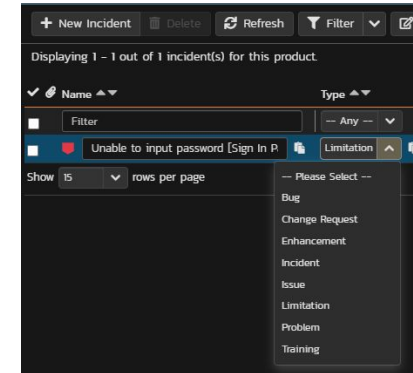 + New Incident Delete Refresh Filter
Displaying 1 - 1 out of 1 incident(s) for this product.
Name Type
Filter -- Any --
Unable to input password [Sign In P Limitation
Show 15 rows per page
-- Please Select --
Bug
Change Request
Enhancement
Incident
Issue
Limitation
Problem
Training